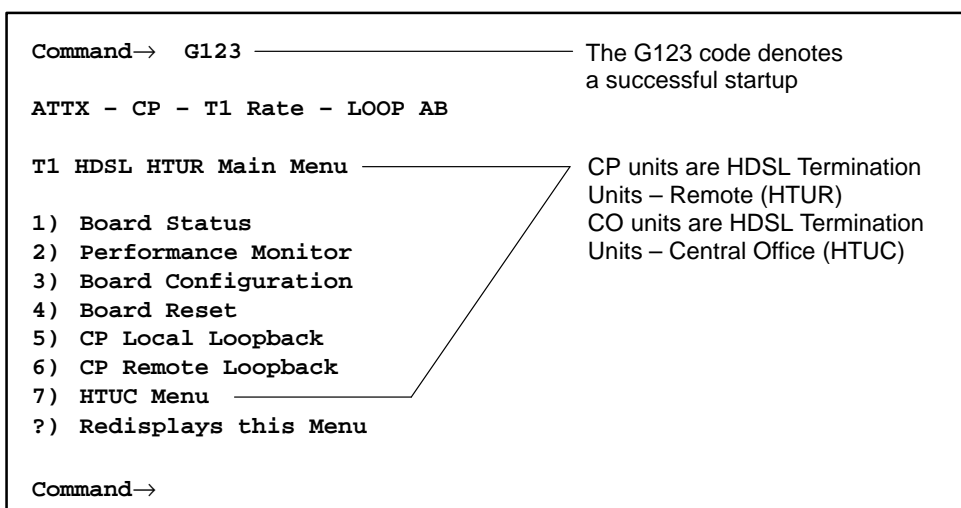 Command→ G123
The G123 code denotes
a successful startup
ATTX – CP – T1 Rate – LOOP AB
T1 HDSL HTUR Main Menu
CP units are HDSL Termination
Units – Remote (HTUR)
CO units are HDSL Termination
Units – Central Office (HTUC)
1) Board Status
2) Performance Monitor
3) Board Configuration
4) Board Reset
5) CP Local Loopback
6) CP Remote Loopback
7) HTUC Menu
?) Redisplays this Menu
Command→